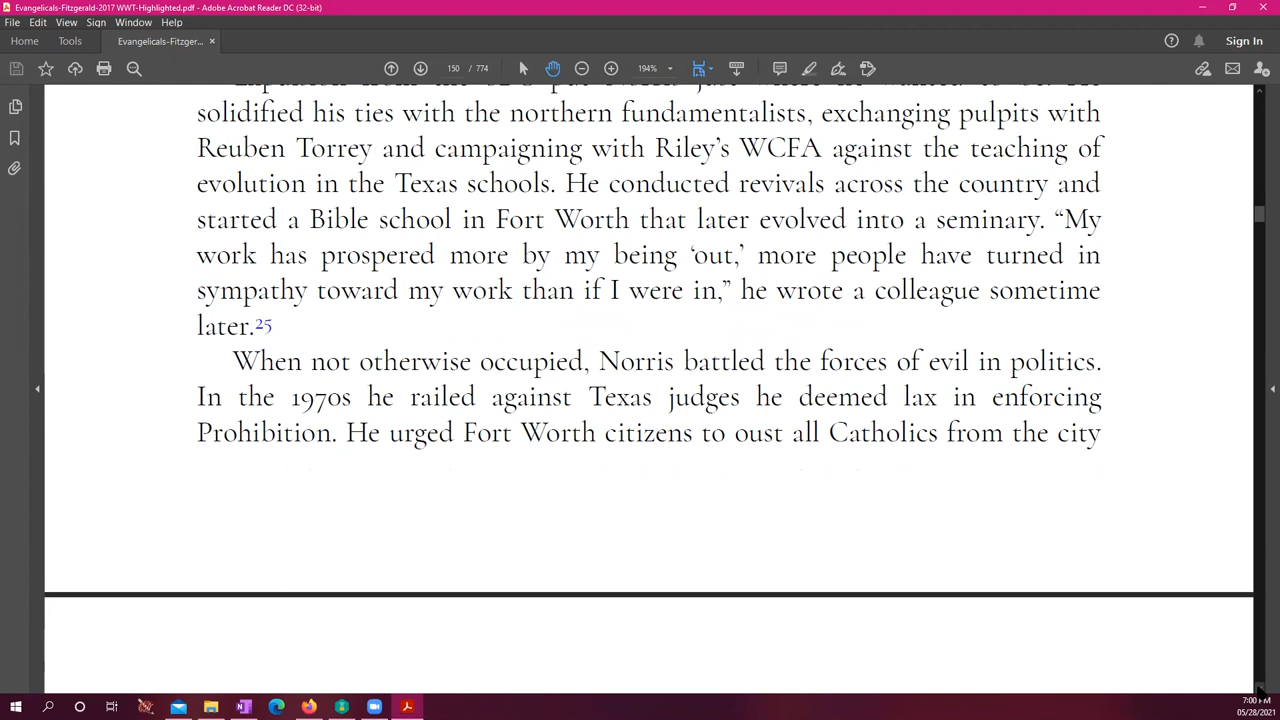 Evangelicals-Fitzgerald-2017 WWT-Highlighted.pdf - Adobe Acrobat Reader DC (32-bit)
File Edit View Sign Window Help
Home Tools Evangelicals-Fitzger... × Sign In
150 / 774 194%
solidified his ties with the northern fundamentalists, exchanging pulpits with
Reuben Torrey and campaigning with Riley's WCFA against the teaching of
evolution in the Texas schools. He conducted revivals across the country and
started a Bible school in Fort Worth that later evolved into a seminary. “My
work has prospered more by my being ‘out,’ more people have turned in
sympathy toward my work than if I were in,” he wrote a colleague sometime
later.25
When not otherwise occupied, Norris battled the forces of evil in politics.
In the 1970s he railed against Texas judges he deemed lax in enforcing
Prohibition. He urged Fort Worth citizens to oust all Catholics from the city
7:00 PM
05/28/2021